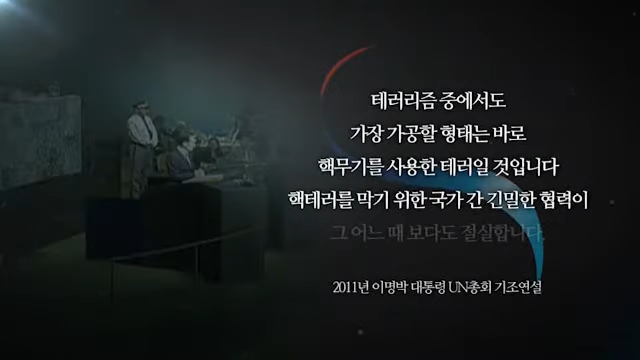 테러리즘 중에서도
가장 가공할 형태는 바로
핵무기를 사용한 테러일 것입니다
핵테러를 막기 위한 국가 간 긴밀한 협력이
그 어느 때 보다도 절실합니다.
2011년 이명박 대통령 UN총회 기조연설